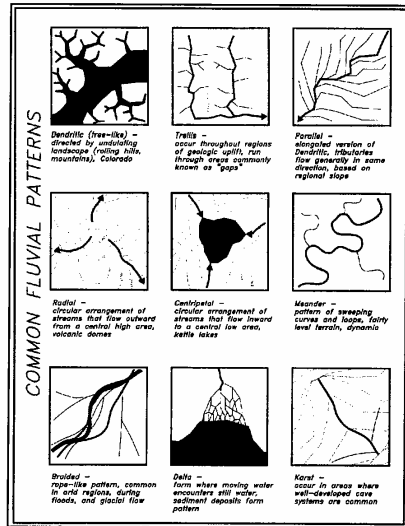 COMMON FLUVIAL PATTERNS
Dendritic (tree-like) –
directed by undulating
landscape (rolling hills,
mountains), Colorado
Trellis –
occur throughout regions
of geologic uplift, run
through areas commonly
known as "gaps"
Parallel –
elongated version of
Dendritic, tributaries
flow generally in same
direction, based on
regional slope
Radial –
circular arrangement of
streams that flow outward
from a central high area,
volcanic domes
Centripetal –
circular arrangement of
streams that flow inward
to a central low area,
kettle lakes
Meander –
pattern of sweeping
curves and loops, fairly
level terrain, dynamic
Braided –
rope-like pattern, common
in arid regions, during
floods, and glacial flow
Delta –
form where moving water
encounters still water,
sediment deposits form
pattern
Karst –
occur in areas where
well-developed cave
systems are common